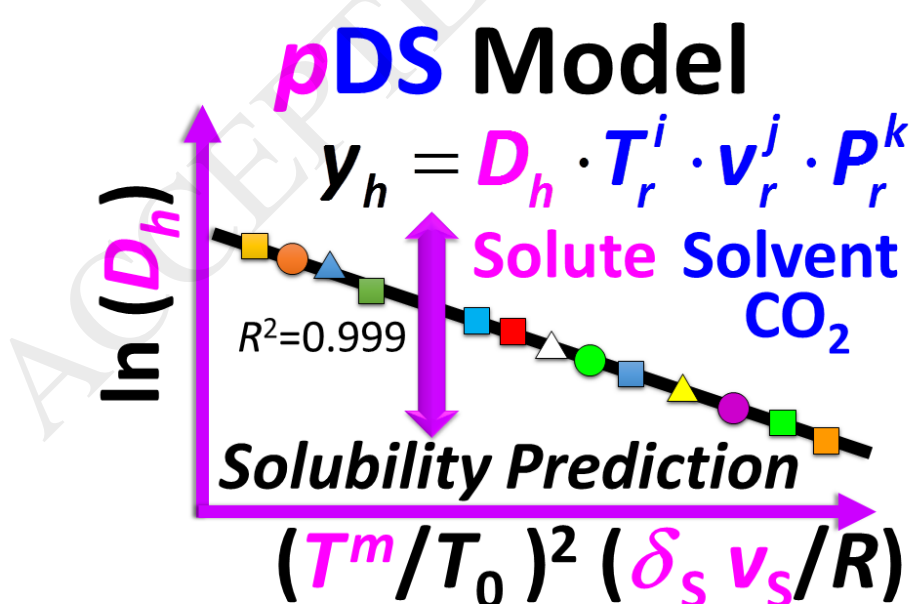 pDS Model
y_h = D_h · T_r^i · v_r^j · P_r^k
Solute Solvent
CO₂
ln (D_h)
R²=0.999
Solubility Prediction
(T^m/T₀)² (δ_S v_S/R)